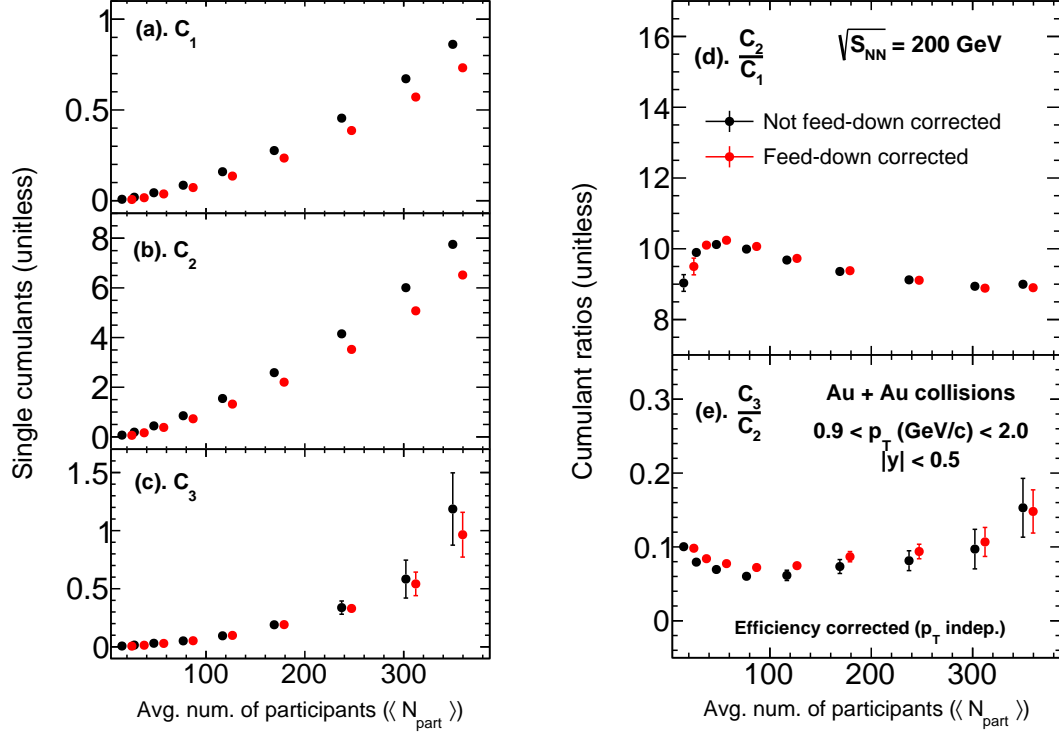 Single cumulants (unitless)
(a). C1
1
0.5
0
(b). C2
8
6
4
2
0
(c). C3
1.5
1
0.5
0
100 200 300
Avg. num. of participants (⟨⟨ Npart ⟩)
Cumulant ratios (unitless)
(d). C2/C1
√SNN = 200 GeV
Not feed-down corrected
Feed-down corrected
16
14
12
10
8
(e). C3/C2
Au + Au collisions
0.9 < pT (GeV/c) < 2.0
|y| < 0.5
0.3
0.2
0.1
0
Efficiency corrected (pT indep.)
0 100 200 300
Avg. num. of participants (⟨⟨ Npart ⟩)